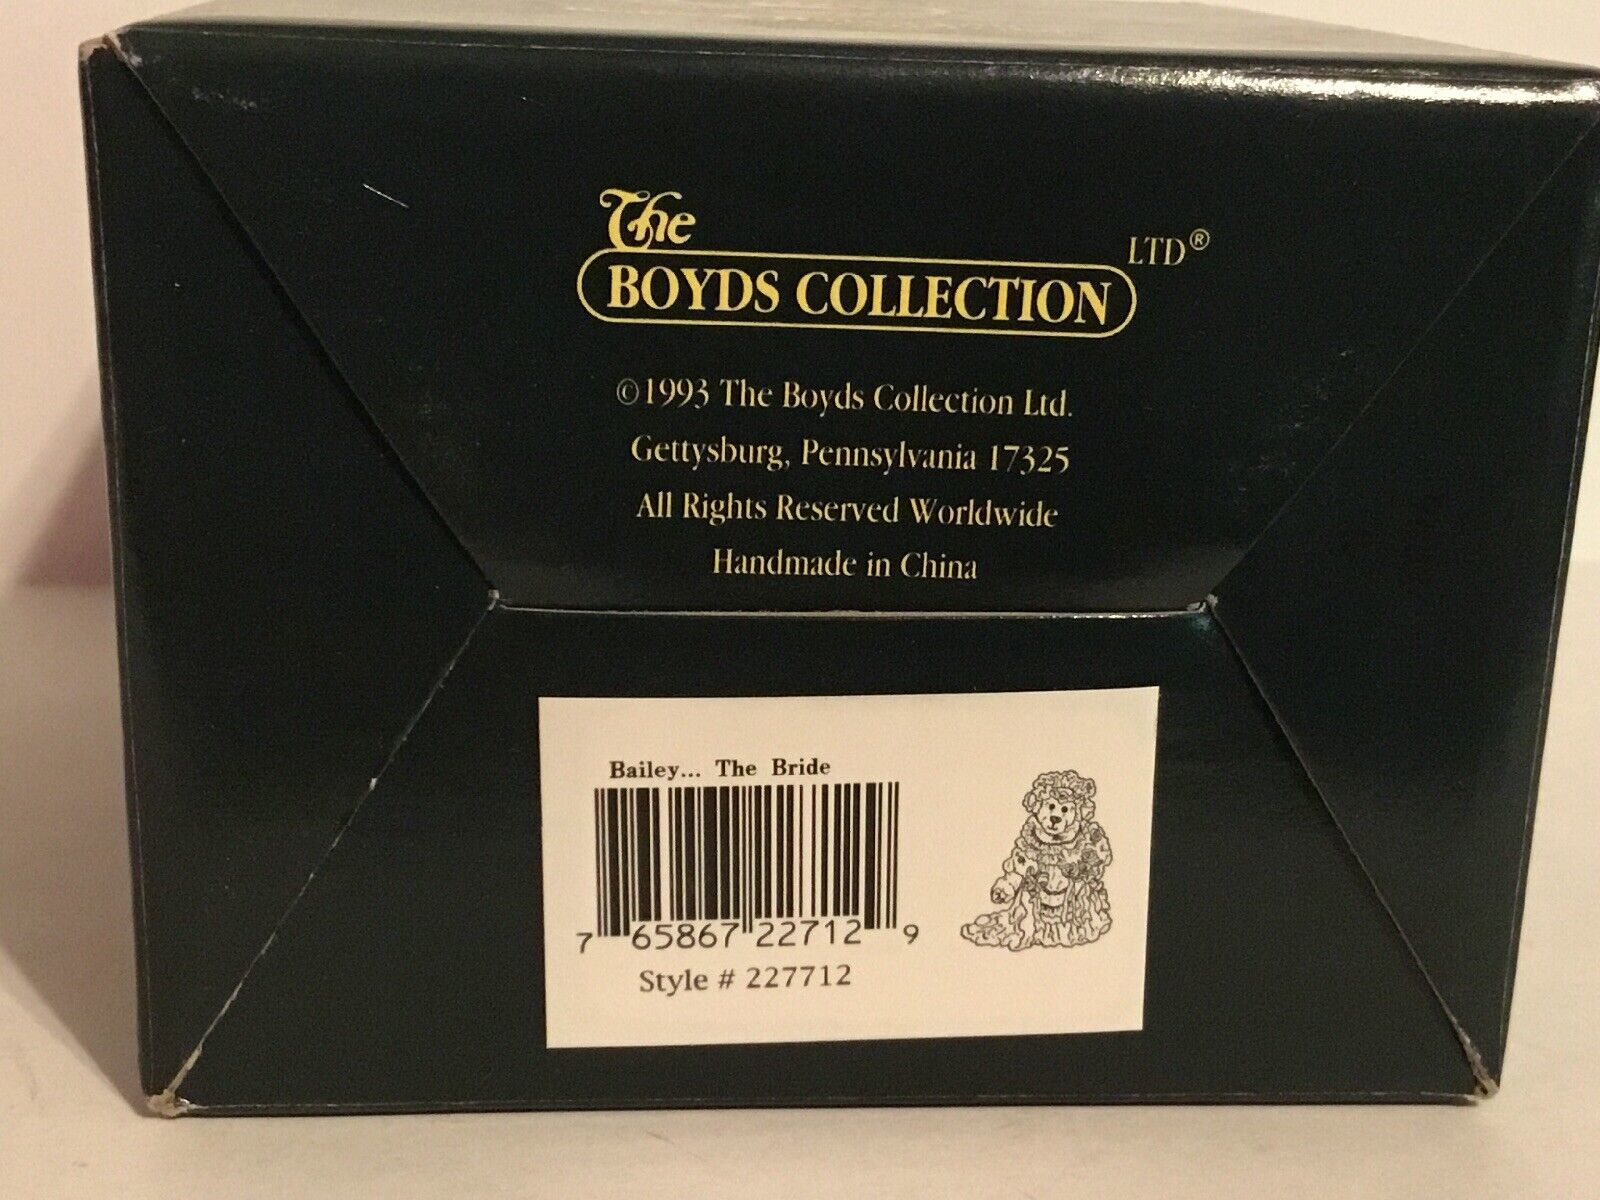 The
BOYDS COLLECTION LTD®
©1993 The Boyds Collection Ltd.
Gettysburg, Pennsylvania 17325
All Rights Reserved Worldwide
Handmade in China
Bailey... The Bride
7 65867 22712 9
Style # 227712